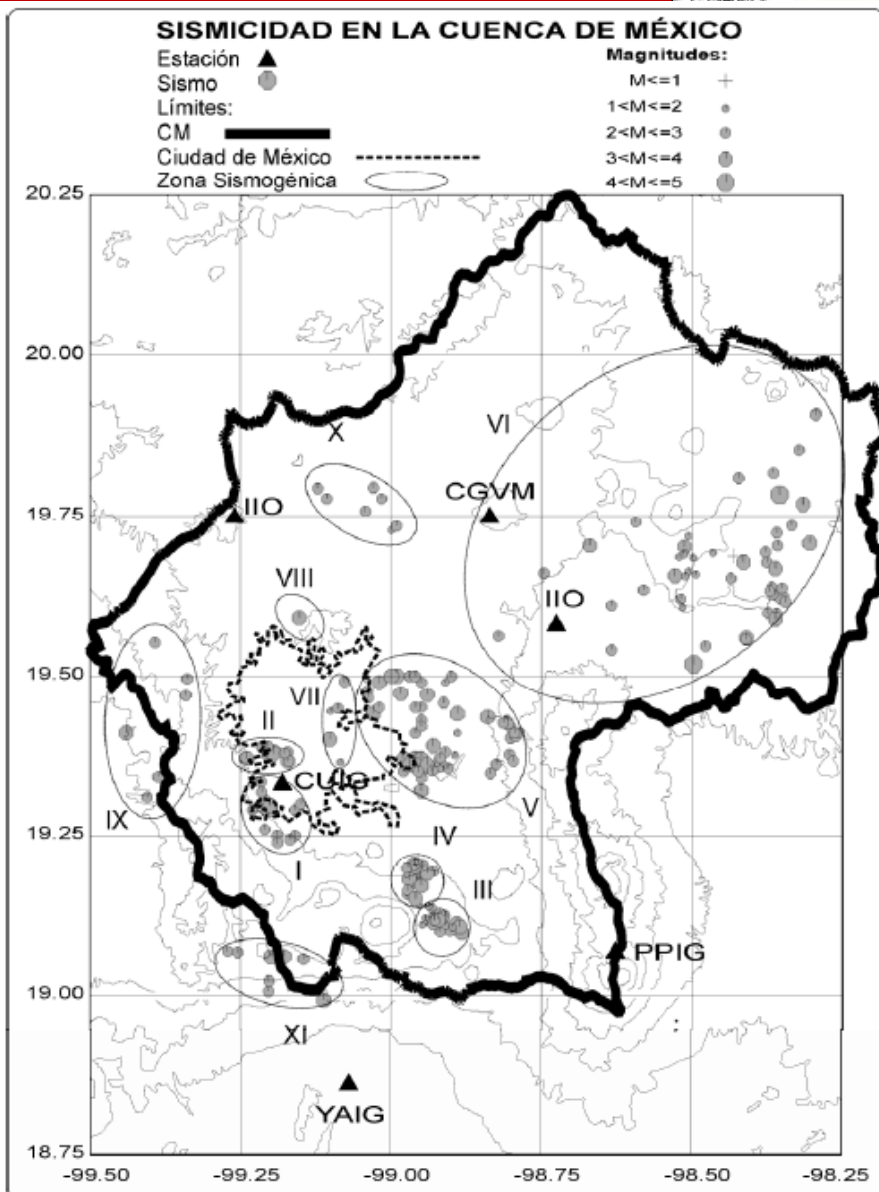 SISMICIDAD EN LA CUENCA DE MÉXICO
Estación
Sismo
Límites:
CM
Ciudad de México
Zona Sismogénica
Magnitudes:
M<=1
1<M<=2
2<M<=3
3<M<=4
4<M<=5
20.25
20.00
19.75
19.50
19.25
19.00
18.75
X
VI
CGVM
IIO
VIII
IIO
VII
II
CUIG
IX
V
IV
I
III
PPIG
XI
YAIG
-99.50
-99.25
-99.00
-98.75
-98.50
-98.25